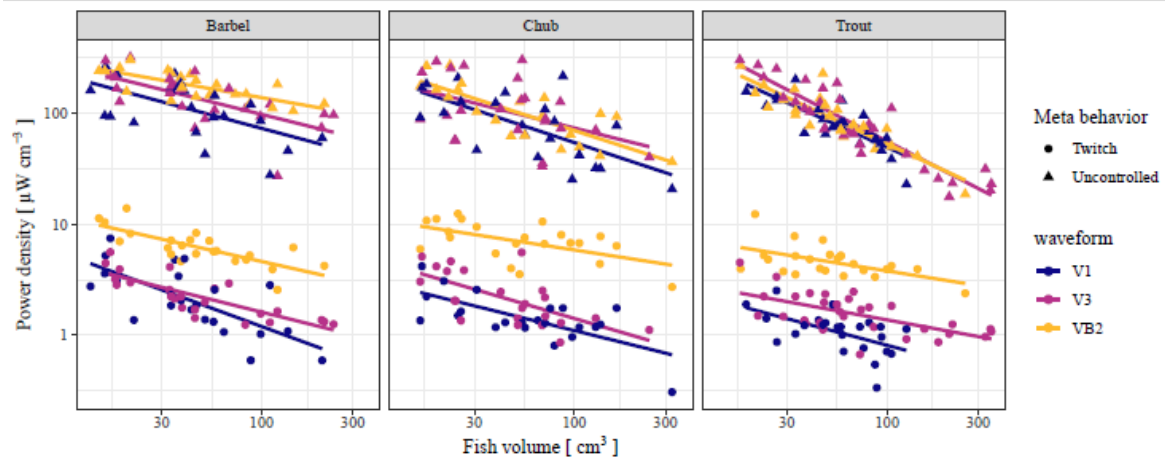 Barbel Chub Trout
Power density [ μW cm⁻³ ]
100
10
1
30 100 300 30 100 300 30 100 300
Fish volume [ cm³ ]
Meta behavior
Twitch
Uncontrolled
waveform
V1
V3
VB2